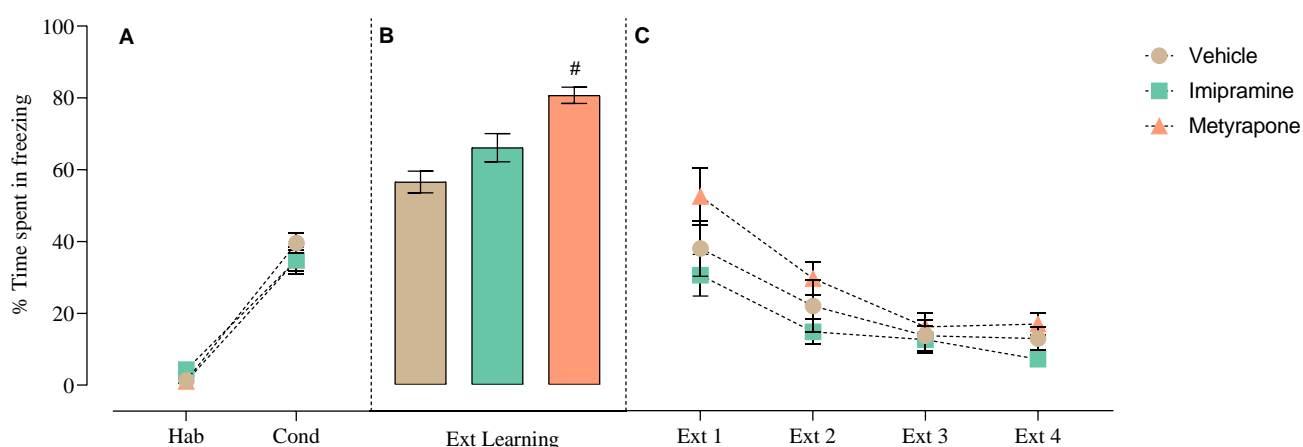 A
B
C
#
% Time spent in freezing
100
80
60
40
20
0
Hab
Cond
Ext Learning
Ext 1
Ext 2
Ext 3
Ext 4
Vehicle
Imipramine
Metyrapone